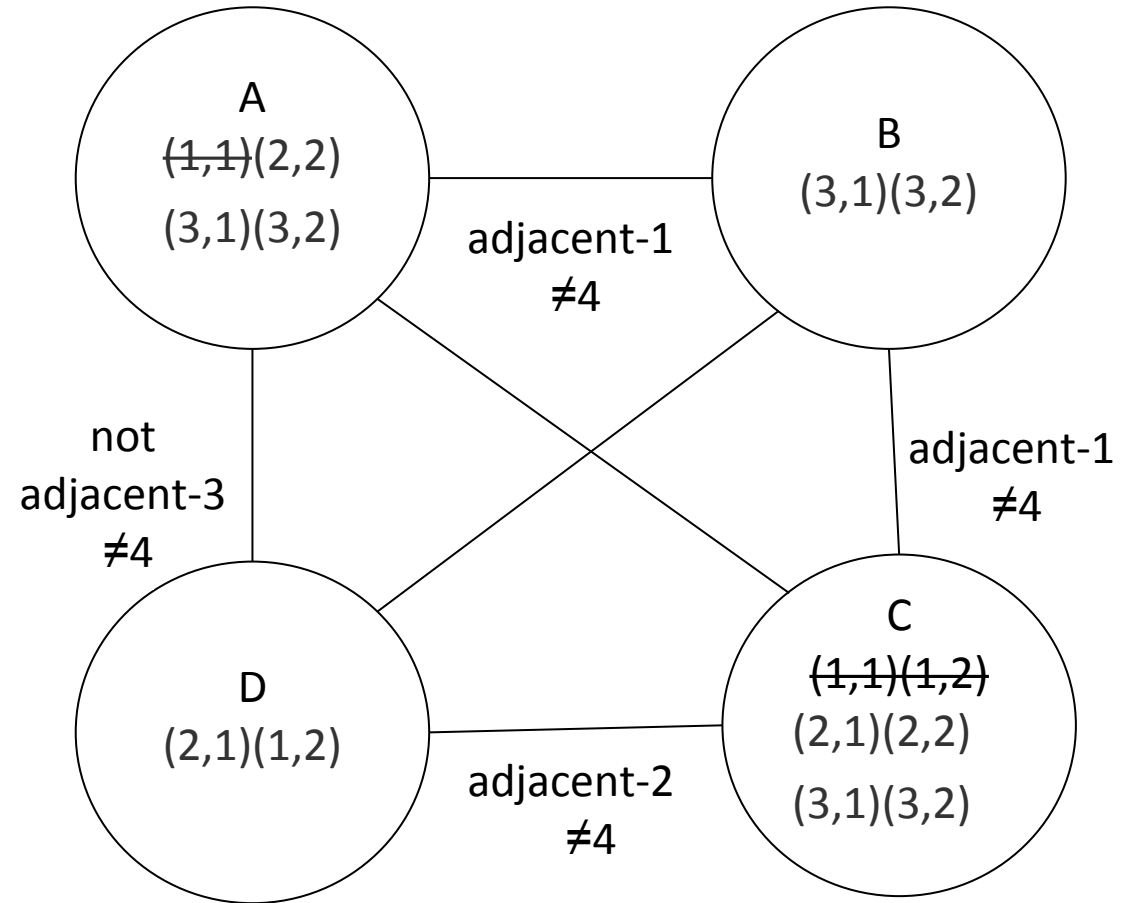 A
(1,1)(2,2)
(3,1)(3,2)
B
(3,1)(3,2)
adjacent-1
≠4
not
adjacent-3
≠4
adjacent-1
≠4
D
(2,1)(1,2)
adjacent-2
≠4
C
(1,1)(1,2)
(2,1)(2,2)
(3,1)(3,2)